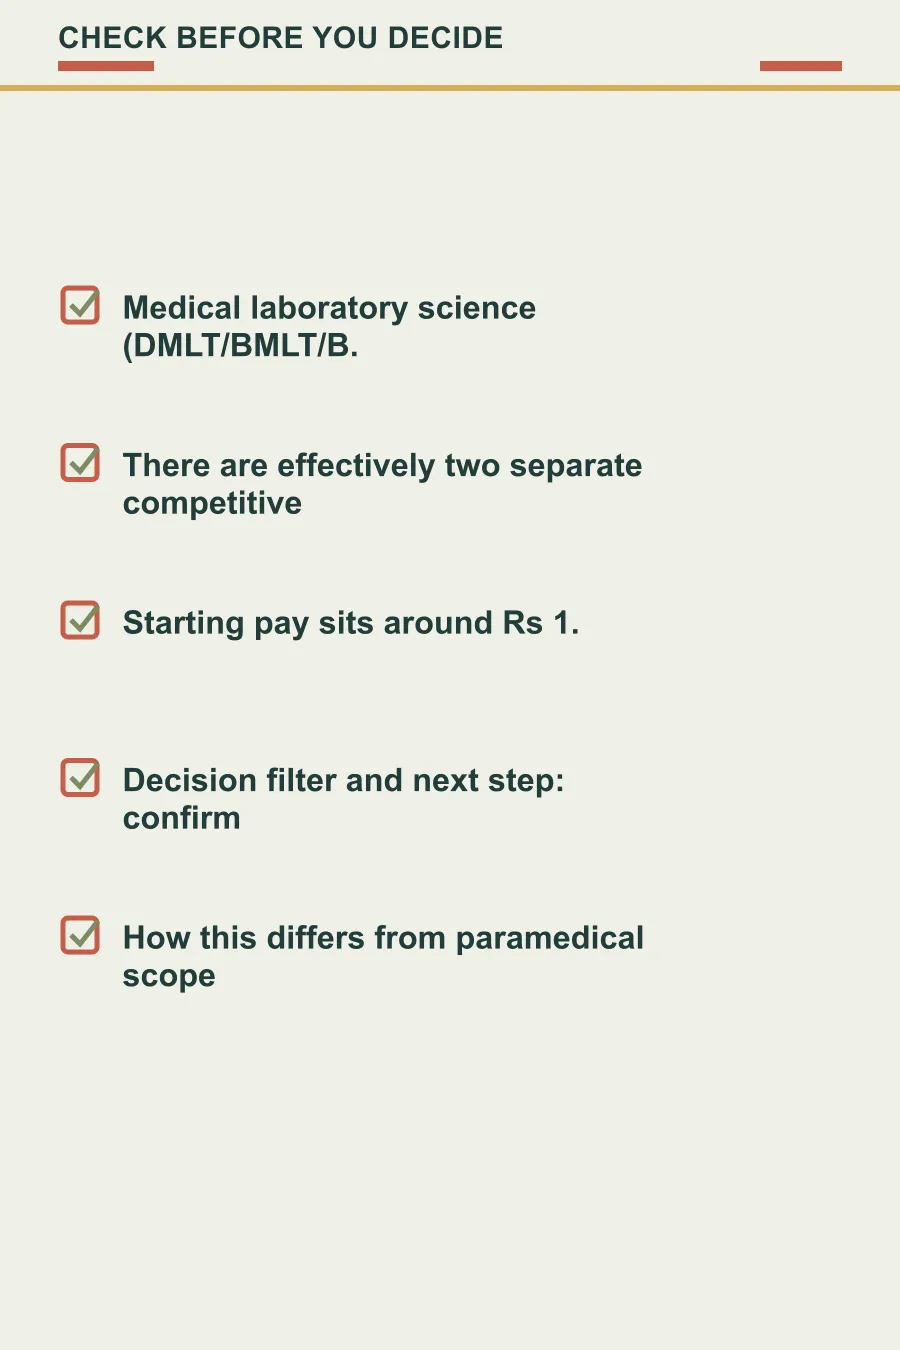 CHECK BEFORE YOU DECIDE
Medical laboratory science
(DMLT/BMLT/B.
There are effectively two separate
competitive
Starting pay sits around Rs 1.
Decision filter and next step:
confirm
How this differs from paramedical
scope